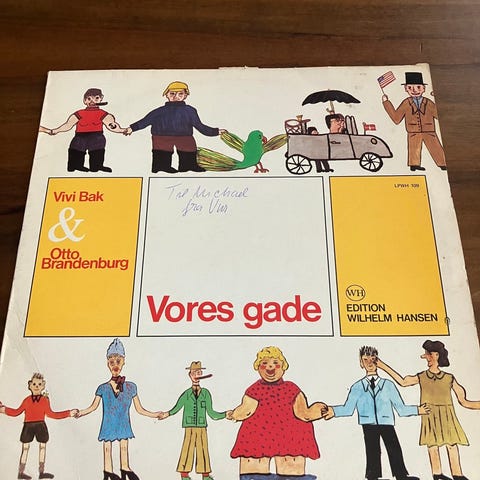 Vivi Bak
&
Otto
Brandenburg
Til Michael
fra Vivi
Vores gade
LPWH 109
WH
EDITION
WILHELM HANSEN